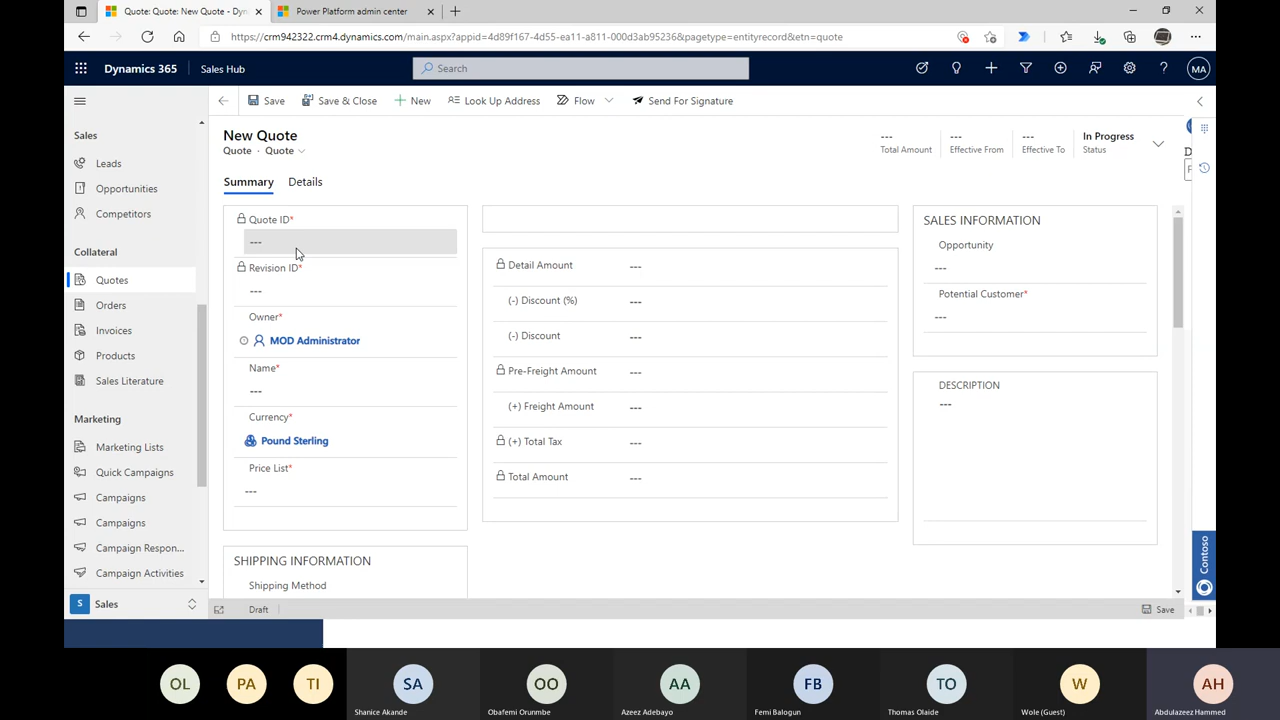 Quote: Quote: New Quote - Dyn
Power Platform admin center
https://crm942322.crm4.dynamics.com/main.aspx?appid=4d89f167-4d55-ea11-a811-000d3ab95236&pagetype=entityrecord&etn=quote
Dynamics 365
Sales Hub
Search
MA
Save
Save & Close
New
Look Up Address
Flow
Send For Signature
Sales
Leads
Opportunities
Competitors
Collateral
Quotes
Orders
Invoices
Products
Sales Literature
Marketing
Marketing Lists
Quick Campaigns
Campaigns
Campaigns
Campaign Respon...
Campaign Activities
S Sales
New Quote
Quote · Quote
---
Total Amount
---
Effective From
---
Effective To
In Progress
Status
Summary
Details
Quote ID*
---
Revision ID*
---
Owner*
MOD Administrator
Name*
---
Currency*
Pound Sterling
Price List*
---
SHIPPING INFORMATION
Shipping Method
Detail Amount ---
(-) Discount (%) ---
(-) Discount ---
Pre-Freight Amount ---
(+) Freight Amount ---
(+) Total Tax ---
Total Amount ---
SALES INFORMATION
Opportunity
---
Potential Customer*
---
DESCRIPTION
---
D
Contoso
Draft
Save
OL
PA
TI
SA
Shanice Akande
OO
Obafemi Orunmbe
AA
Azeez Adebayo
FB
Femi Balogun
TO
Thomas Olaide
W
Wole (Guest)
AH
Abdulazeez Hammed